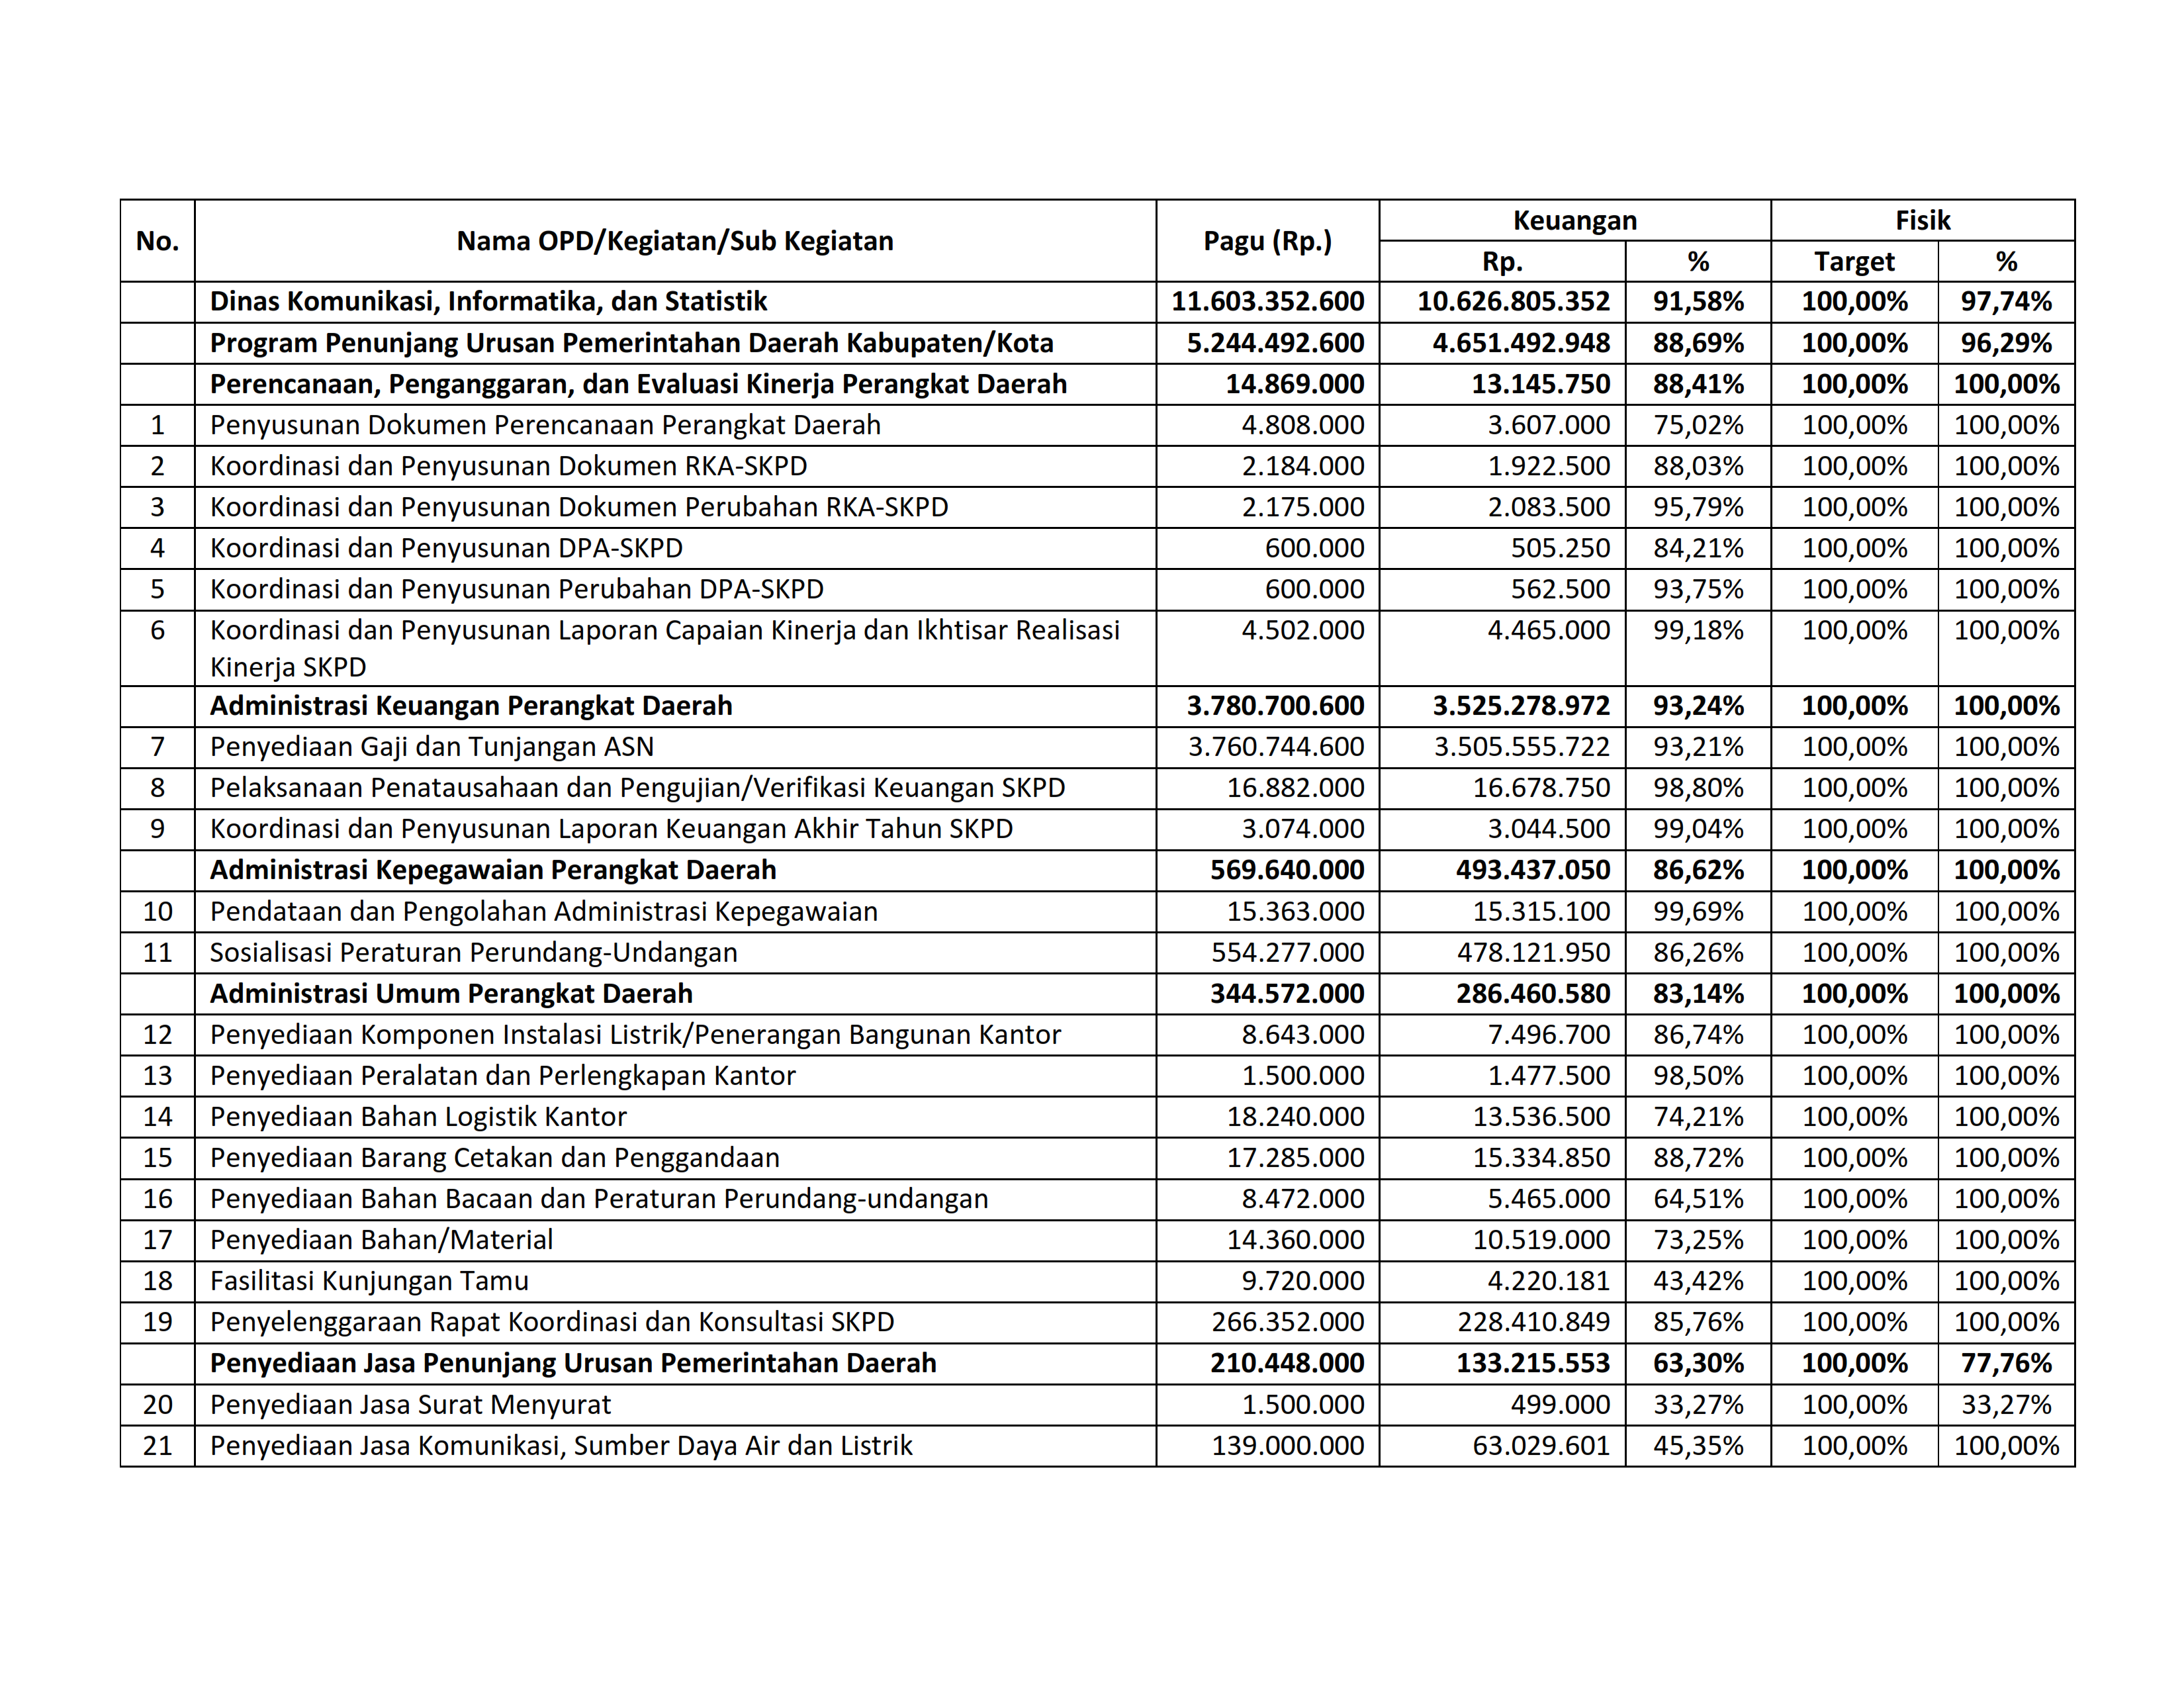 No. Nama OPD/Kegiatan/Sub Kegiatan Pagu (Rp.) Keuangan Fisik
Rp. % Target %
Dinas Komunikasi, Informatika, dan Statistik 11.603.352.600 10.626.805.352 91,58% 100,00% 97,74%
Program Penunjang Urusan Pemerintahan Daerah Kabupaten/Kota 5.244.492.600 4.651.492.948 88,69% 100,00% 96,29%
Perencanaan, Penganggaran, dan Evaluasi Kinerja Perangkat Daerah 14.869.000 13.145.750 88,41% 100,00% 100,00%
1 Penyusunan Dokumen Perencanaan Perangkat Daerah 4.808.000 3.607.000 75,02% 100,00% 100,00%
2 Koordinasi dan Penyusunan Dokumen RKA-SKPD 2.184.000 1.922.500 88,03% 100,00% 100,00%
3 Koordinasi dan Penyusunan Dokumen Perubahan RKA-SKPD 2.175.000 2.083.500 95,79% 100,00% 100,00%
4 Koordinasi dan Penyusunan DPA-SKPD 600.000 505.250 84,21% 100,00% 100,00%
5 Koordinasi dan Penyusunan Perubahan DPA-SKPD 600.000 562.500 93,75% 100,00% 100,00%
6 Koordinasi dan Penyusunan Laporan Capaian Kinerja dan Ikhtisar Realisasi 4.502.000 4.465.000 99,18% 100,00% 100,00%
Kinerja SKPD
Administrasi Keuangan Perangkat Daerah 3.780.700.600 3.525.278.972 93,24% 100,00% 100,00%
7 Penyediaan Gaji dan Tunjangan ASN 3.760.744.600 3.505.555.722 93,21% 100,00% 100,00%
8 Pelaksanaan Penatausahaan dan Pengujian/Verifikasi Keuangan SKPD 16.882.000 16.678.750 98,80% 100,00% 100,00%
9 Koordinasi dan Penyusunan Laporan Keuangan Akhir Tahun SKPD 3.074.000 3.044.500 99,04% 100,00% 100,00%
Administrasi Kepegawaian Perangkat Daerah 569.640.000 493.437.050 86,62% 100,00% 100,00%
10 Pendataan dan Pengolahan Administrasi Kepegawaian 15.363.000 15.315.100 99,69% 100,00% 100,00%
11 Sosialisasi Peraturan Perundang-Undangan 554.277.000 478.121.950 86,26% 100,00% 100,00%
Administrasi Umum Perangkat Daerah 344.572.000 286.460.580 83,14% 100,00% 100,00%
12 Penyediaan Komponen Instalasi Listrik/Penerangan Bangunan Kantor 8.643.000 7.496.700 86,74% 100,00% 100,00%
13 Penyediaan Peralatan dan Perlengkapan Kantor 1.500.000 1.477.500 98,50% 100,00% 100,00%
14 Penyediaan Bahan Logistik Kantor 18.240.000 13.536.500 74,21% 100,00% 100,00%
15 Penyediaan Barang Cetakan dan Penggandaan 17.285.000 15.334.850 88,72% 100,00% 100,00%
16 Penyediaan Bahan Bacaan dan Peraturan Perundang-undangan 8.472.000 5.465.000 64,51% 100,00% 100,00%
17 Penyediaan Bahan/Material 14.360.000 10.519.000 73,25% 100,00% 100,00%
18 Fasilitasi Kunjungan Tamu 9.720.000 4.220.181 43,42% 100,00% 100,00%
19 Penyelenggaraan Rapat Koordinasi dan Konsultasi SKPD 266.352.000 228.410.849 85,76% 100,00% 100,00%
Penyediaan Jasa Penunjang Urusan Pemerintahan Daerah 210.448.000 133.215.553 63,30% 100,00% 77,76%
20 Penyediaan Jasa Surat Menyurat 1.500.000 499.000 33,27% 100,00% 33,27%
21 Penyediaan Jasa Komunikasi, Sumber Daya Air dan Listrik 139.000.000 63.029.601 45,35% 100,00% 100,00%